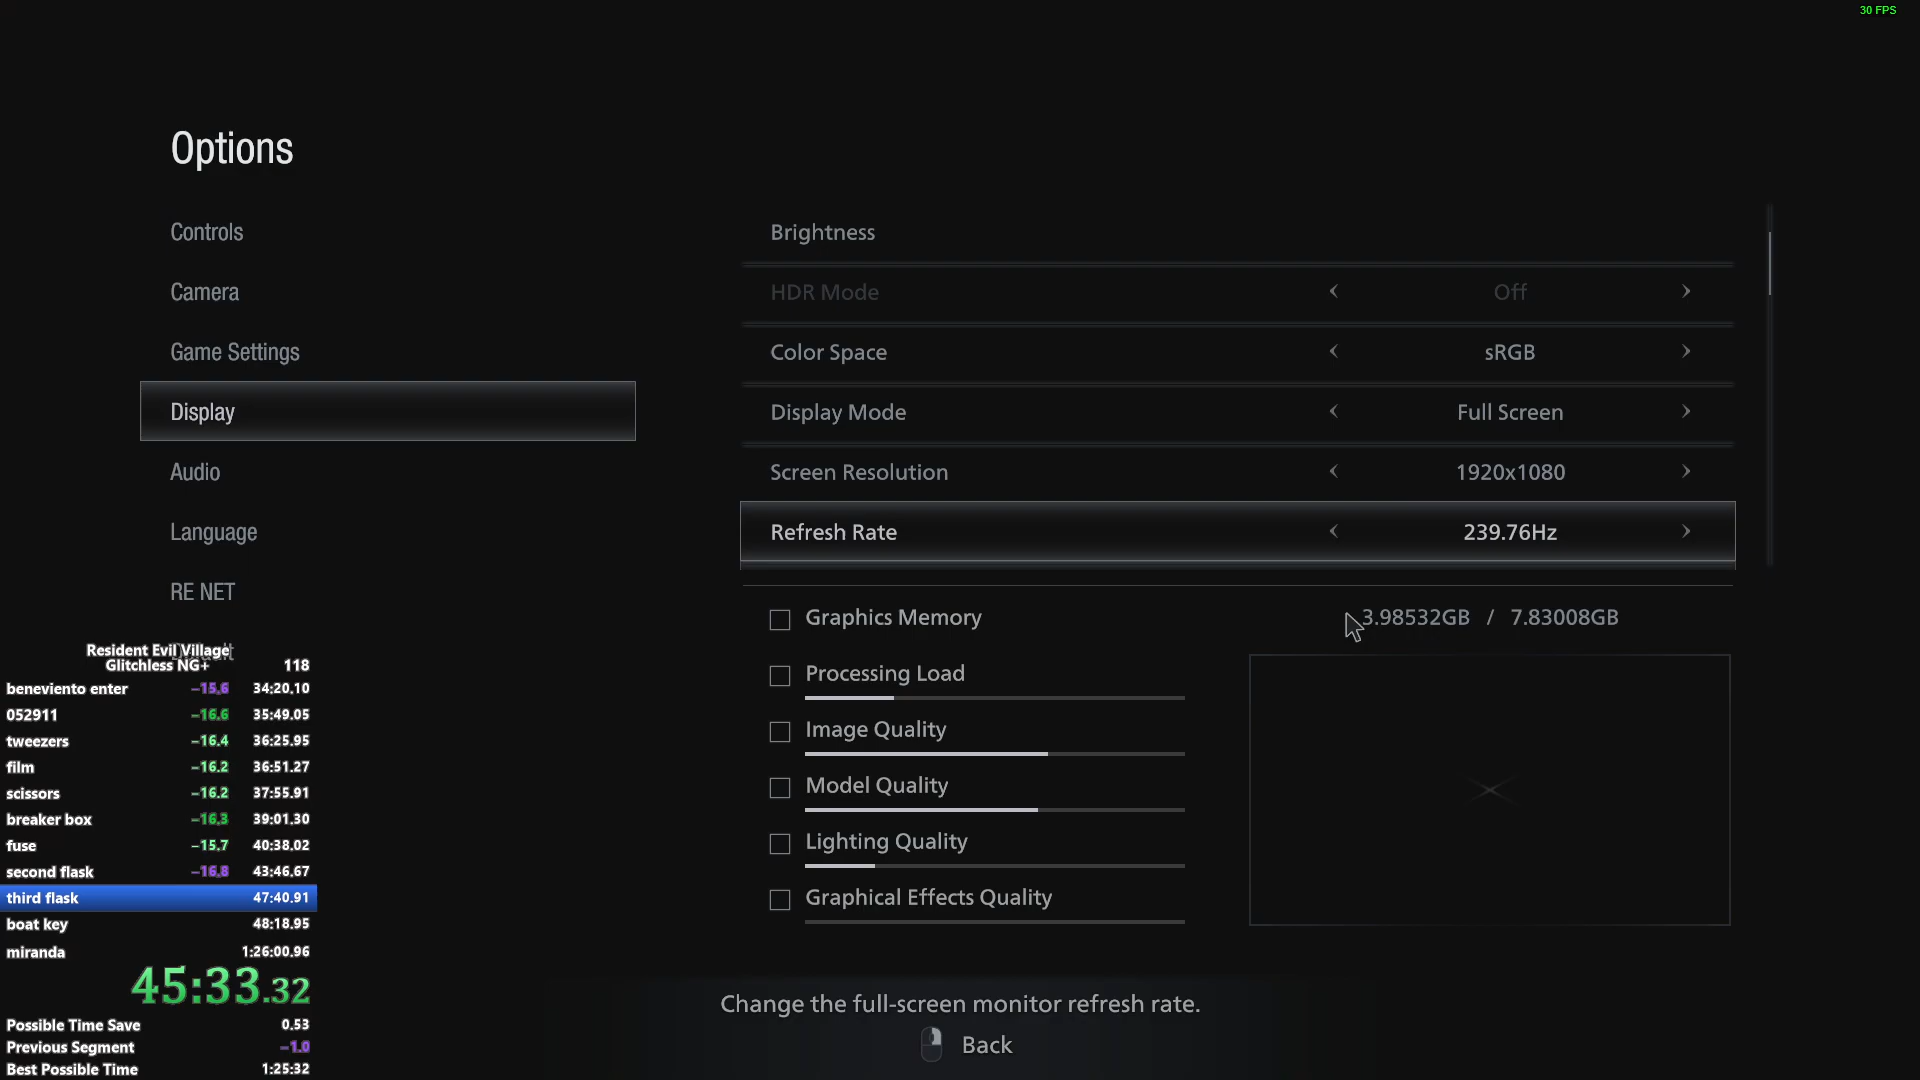 30 FPS
Options
Controls
Camera
Game Settings
Display
Audio
Language
RE NET
Brightness
HDR Mode Off
Color Space sRGB
Display Mode Full Screen
Screen Resolution 1920x1080
Refresh Rate 239.76Hz
Graphics Memory 3.98532GB / 7.83008GB
Processing Load
Image Quality
Model Quality
Lighting Quality
Graphical Effects Quality
Change the full-screen monitor refresh rate.
Back
Resident Evil Village
Glitchless NG+ 118
beneviento enter −15.6 34:20.10
052911 −16.6 35:49.05
tweezers −16.4 36:25.95
film −16.2 36:51.27
scissors −16.2 37:55.91
breaker box −16.3 39:01.30
fuse −15.7 40:38.02
second flask −16.8 43:46.67
third flask 47:40.91
boat key 48:18.95
miranda 1:26:00.96
45:33.32
Possible Time Save 0.53
Previous Segment −1.0
Best Possible Time 1:25:32